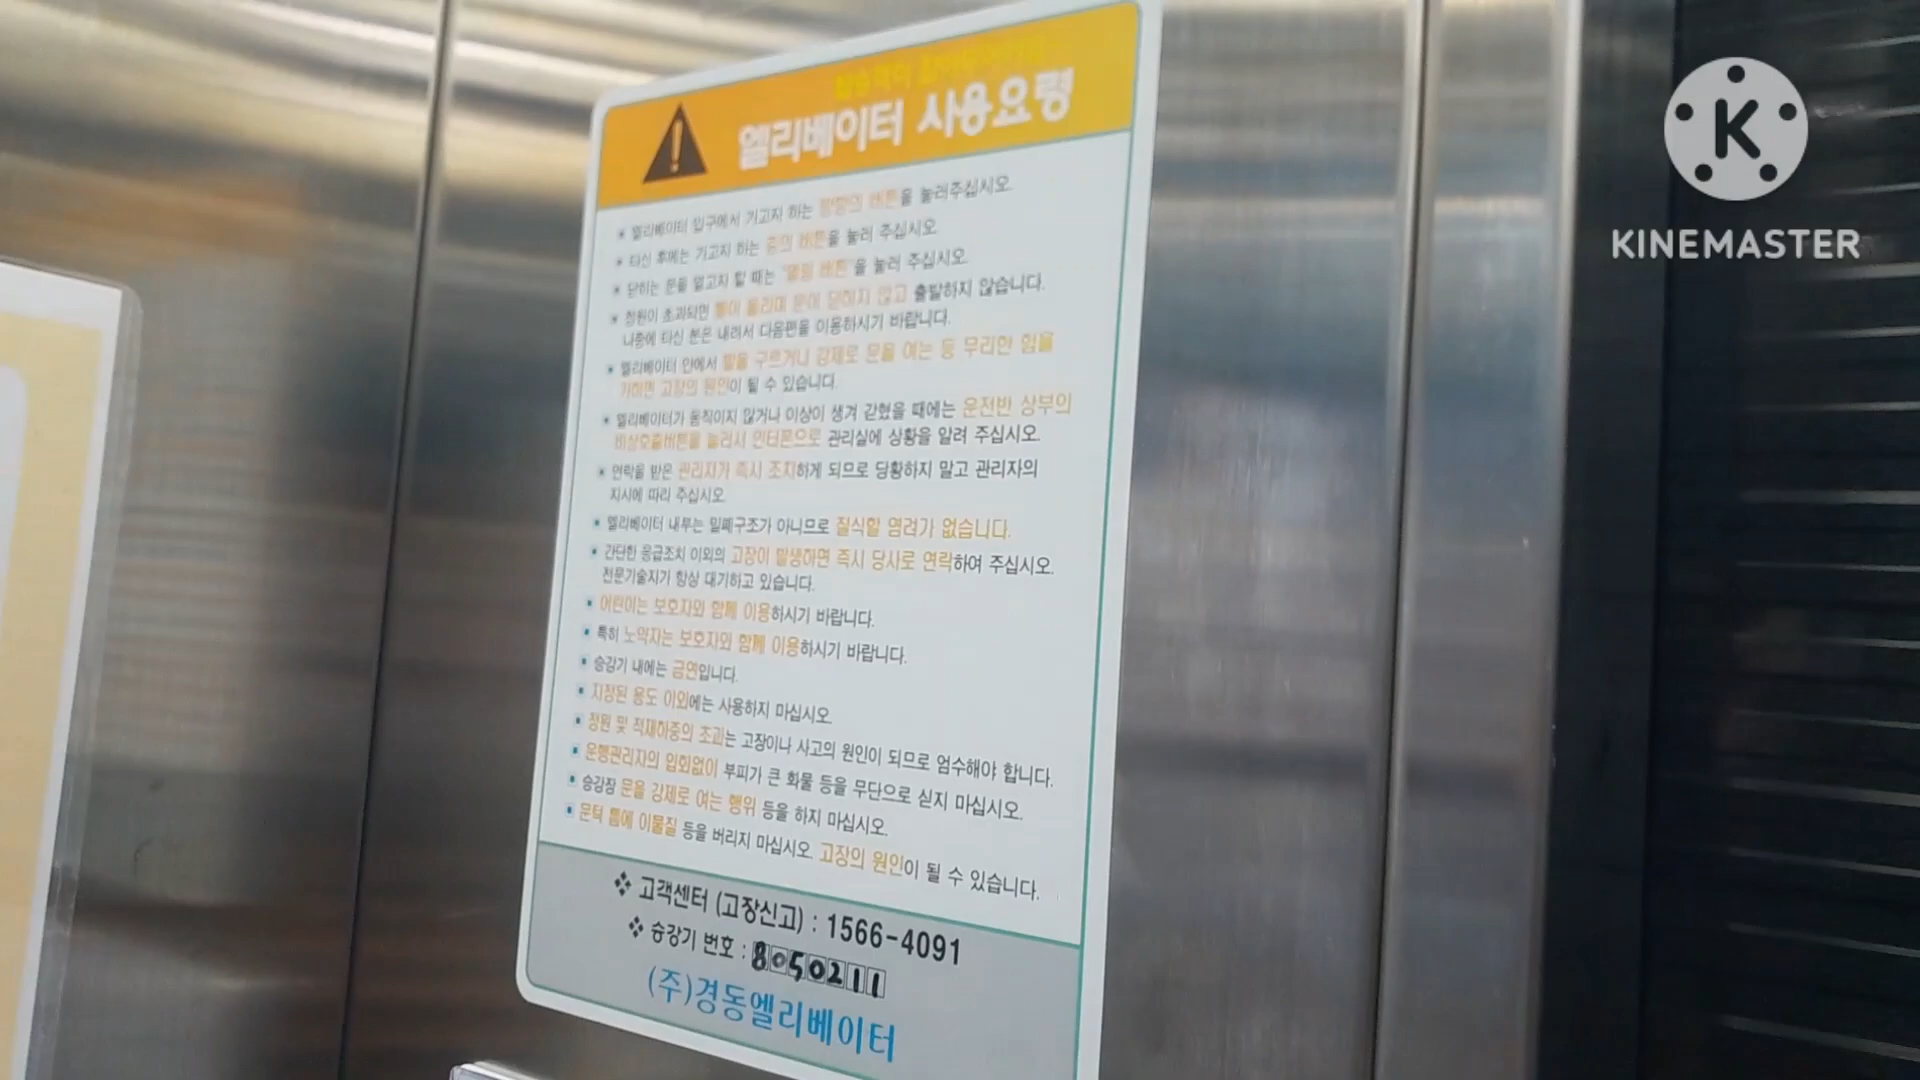 엘리베이터 사용요령
엘리베이터 입구에서 가고자 하는 방향의 버튼을 눌러주십시오.
타신 후에는 가고자 하는 층의 버튼을 눌러 주십시오.
닫히는 문을 열고자 할 때는 "열림 버튼"을 눌러 주십시오.
정원이 초과되면 벨이 울리며 문이 닫히지 않고 출발하지 않습니다.
나중에 타신 분은 내려서 다음편을 이용하시기 바랍니다.
엘리베이터 안에서 발을 구르거나 강제로 문을 여는 등 무리한 힘을
가하면 고장의 원인이 될 수 있습니다.
엘리베이터가 움직이지 않거나 이상이 생겨 갇혔을 때에는 운전반 상부의
비상호출버튼을 눌러서 인터폰으로 관리실에 상황을 알려 주십시오.
연락을 받은 관리자가 즉시 조치하게 되므로 당황하지 말고 관리자의
지시에 따라 주십시오.
엘리베이터 내부는 밀폐구조가 아니므로 질식할 염려가 없습니다.
간단한 응급조치 이외의 고장이 발생하면 즉시 당사로 연락하여 주십시오.
전문기술자가 항상 대기하고 있습니다.
어린이는 보호자와 함께 이용하시기 바랍니다.
특히 노약자는 보호자와 함께 이용하시기 바랍니다.
승강기 내에는 금연입니다.
지정된 용도 이외에는 사용하지 마십시오.
정원 및 적재하중의 초과는 고장이나 사고의 원인이 되므로 엄수해야 합니다.
운행관리자의 입회없이 부피가 큰 화물 등을 무단으로 싣지 마십시오.
승강장 문을 강제로 여는 행위 등을 하지 마십시오.
문턱 틈에 이물질 등을 버리지 마십시오. 고장의 원인이 될 수 있습니다.
고객센터 (고장신고) : 1566-4091
승강기 번호 : 8050211
(주)경동엘리베이터
KINEMASTER